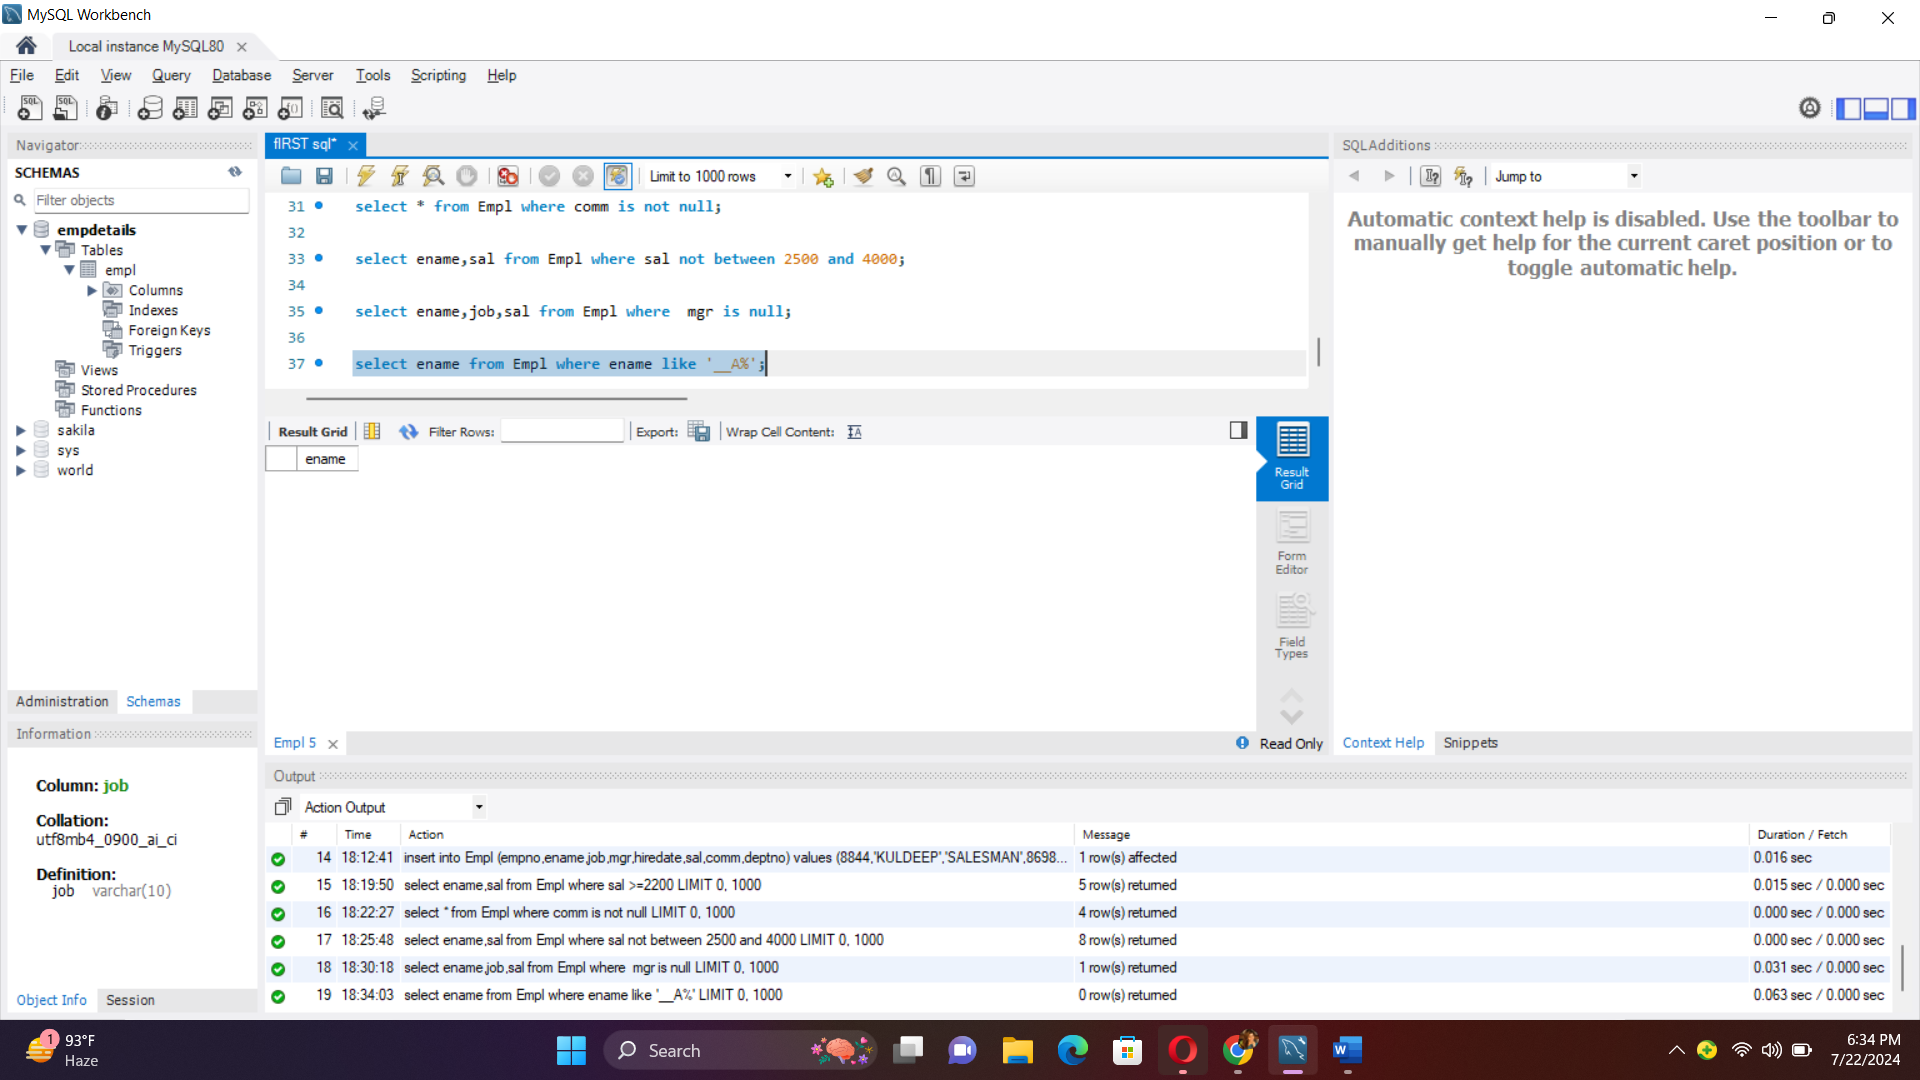 MySQL Workbench
Local instance MySQL80
File Edit View Query Database Server Tools Scripting Help
Navigator
SCHEMAS
Filter objects
empdetails
Tables
empl
Columns
Indexes
Foreign Keys
Triggers
Views
Stored Procedures
Functions
sakila
sys
world
Administration Schemas
Information
Column: job
Collation:
utf8mb4_0900_ai_ci
Definition:
job varchar(10)
Object Info Session
fIRST sql*
Limit to 1000 rows
31 select * from Empl where comm is not null;
32
33 select ename,sal from Empl where sal not between 2500 and 4000;
34
35 select ename,job,sal from Empl where  mgr is null;
36
37 select ename from Empl where ename like '__A%';
Result Grid Filter Rows: Export: Wrap Cell Content:
ename
Result Grid
Form Editor
Field Types
Empl 5
Read Only
SQLAdditions
Jump to
Automatic context help is disabled. Use the toolbar to
manually get help for the current caret position or to
toggle automatic help.
Context Help Snippets
Output
Action Output
# Time Action Message Duration / Fetch
14 18:12:41 insert into Empl (empno,ename,job,mgr,hiredate,sal,comm,deptno) values (8844,'KULDEEP','SALESMAN',8698... 1 row(s) affected 0.016 sec
15 18:19:50 select ename,sal from Empl where sal >=2200 LIMIT 0, 1000 5 row(s) returned 0.015 sec / 0.000 sec
16 18:22:27 select * from Empl where comm is not null LIMIT 0, 1000 4 row(s) returned 0.000 sec / 0.000 sec
17 18:25:48 select ename,sal from Empl where sal not between 2500 and 4000 LIMIT 0, 1000 8 row(s) returned 0.000 sec / 0.000 sec
18 18:30:18 select ename,job,sal from Empl where  mgr is null LIMIT 0, 1000 1 row(s) returned 0.031 sec / 0.000 sec
19 18:34:03 select ename from Empl where ename like '__A%' LIMIT 0, 1000 0 row(s) returned 0.063 sec / 0.000 sec
1
93°F
Haze
Search
6:34 PM
7/22/2024